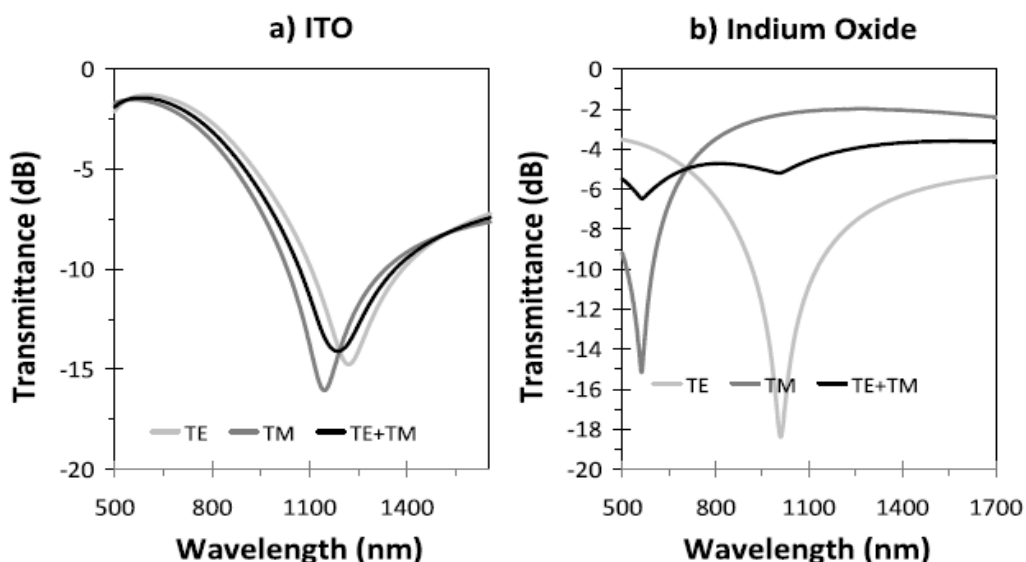 a) ITO
Transmittance (dB)
0
-5
-10
-15
-20
TE TM TE+TM
500 800 1100 1400
Wavelength (nm)
b) Indium Oxide
Transmittance (dB)
0
-2
-4
-6
-8
-10
-12
-14
-16
-18
-20
TE TM TE+TM
500 800 1100 1400 1700
Wavelength (nm)